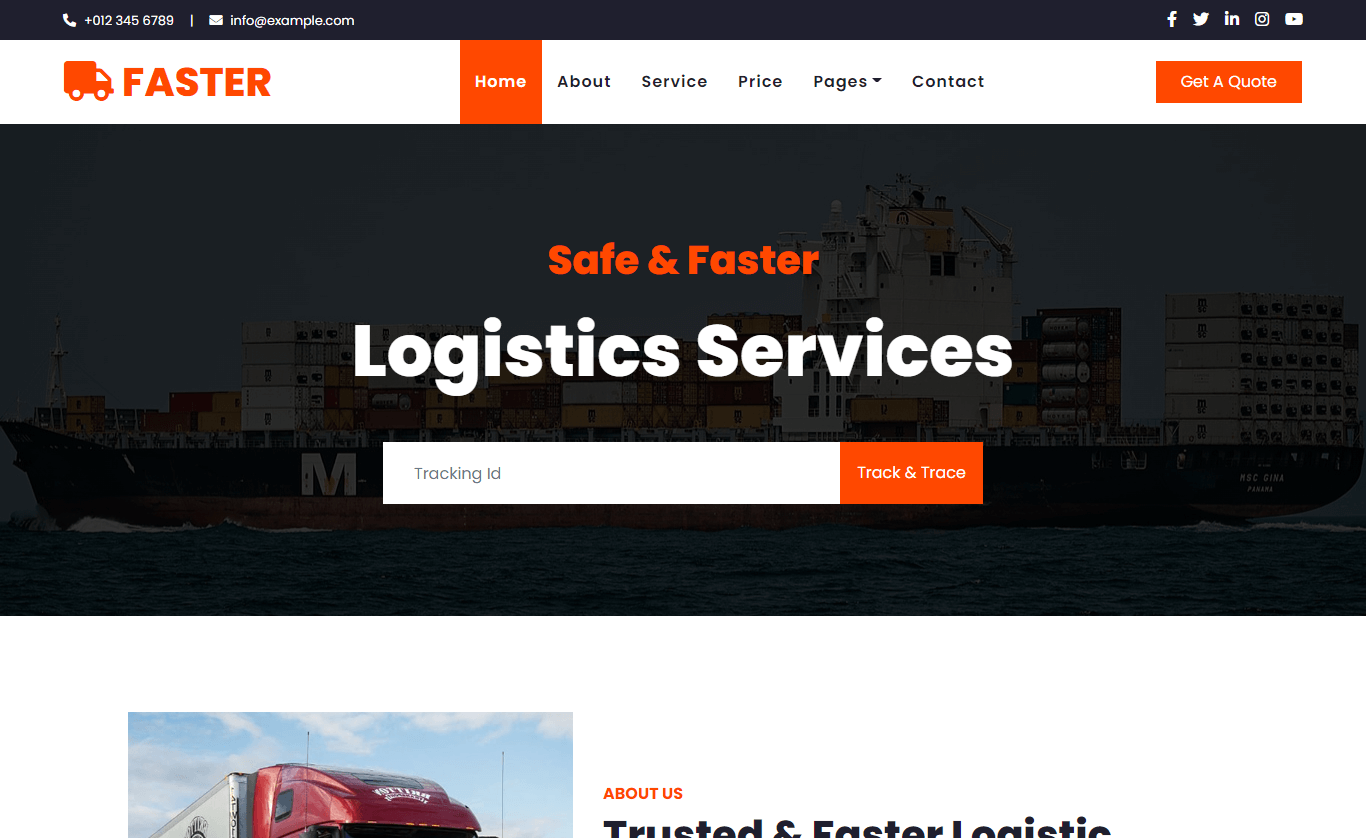 +012 345 6789 | info@example.com
FASTER
Home About Service Price Pages Contact
Get A Quote
Safe & Faster
Logistics Services
Tracking Id
Track & Trace
M
MSC GINA
PANAMA
ABOUT US
Trusted & Faster Logistic